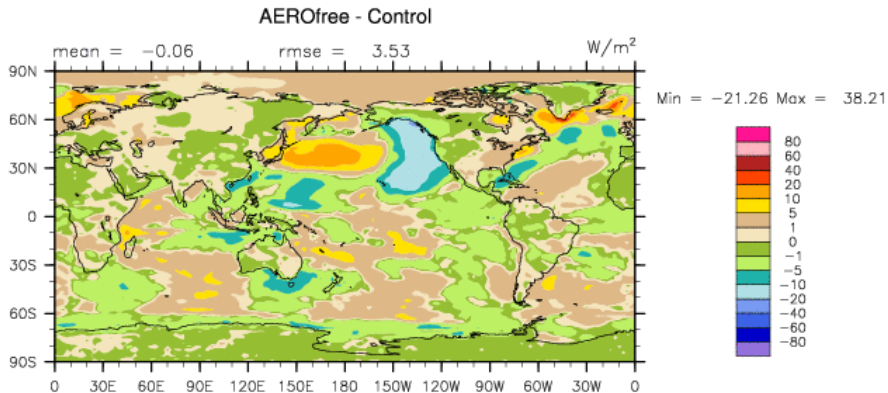 AEROfree - Control
mean = -0.06 rmse = 3.53 W/m²
90N
60N
30N
0
30S
60S
90S
0 30E 60E 90E 120E 150E 180 150W 120W 90W 60W 30W 0
Min = -21.26 Max = 38.21
80
60
40
20
10
5
1
0
-1
-5
-10
-20
-40
-60
-80